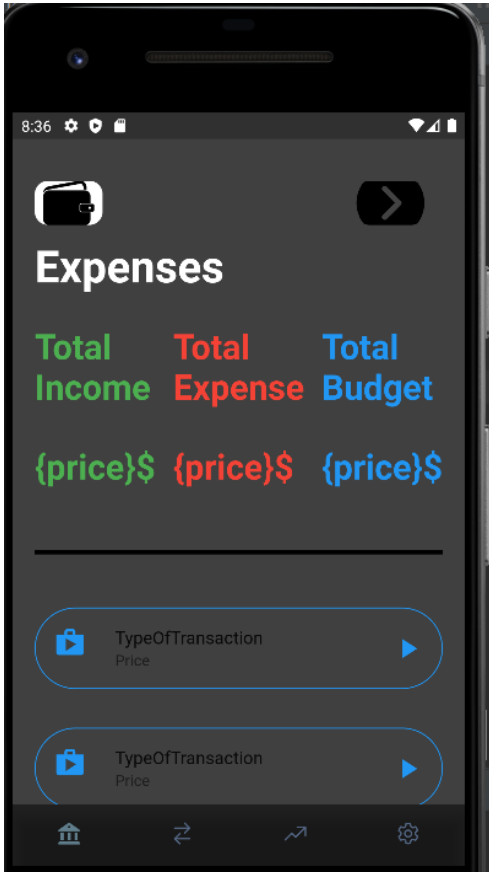 8:36
Expenses
Total Income
Total Expense
Total Budget
{price}$
{price}$
{price}$
TypeOfTransaction
Price
TypeOfTransaction
Price